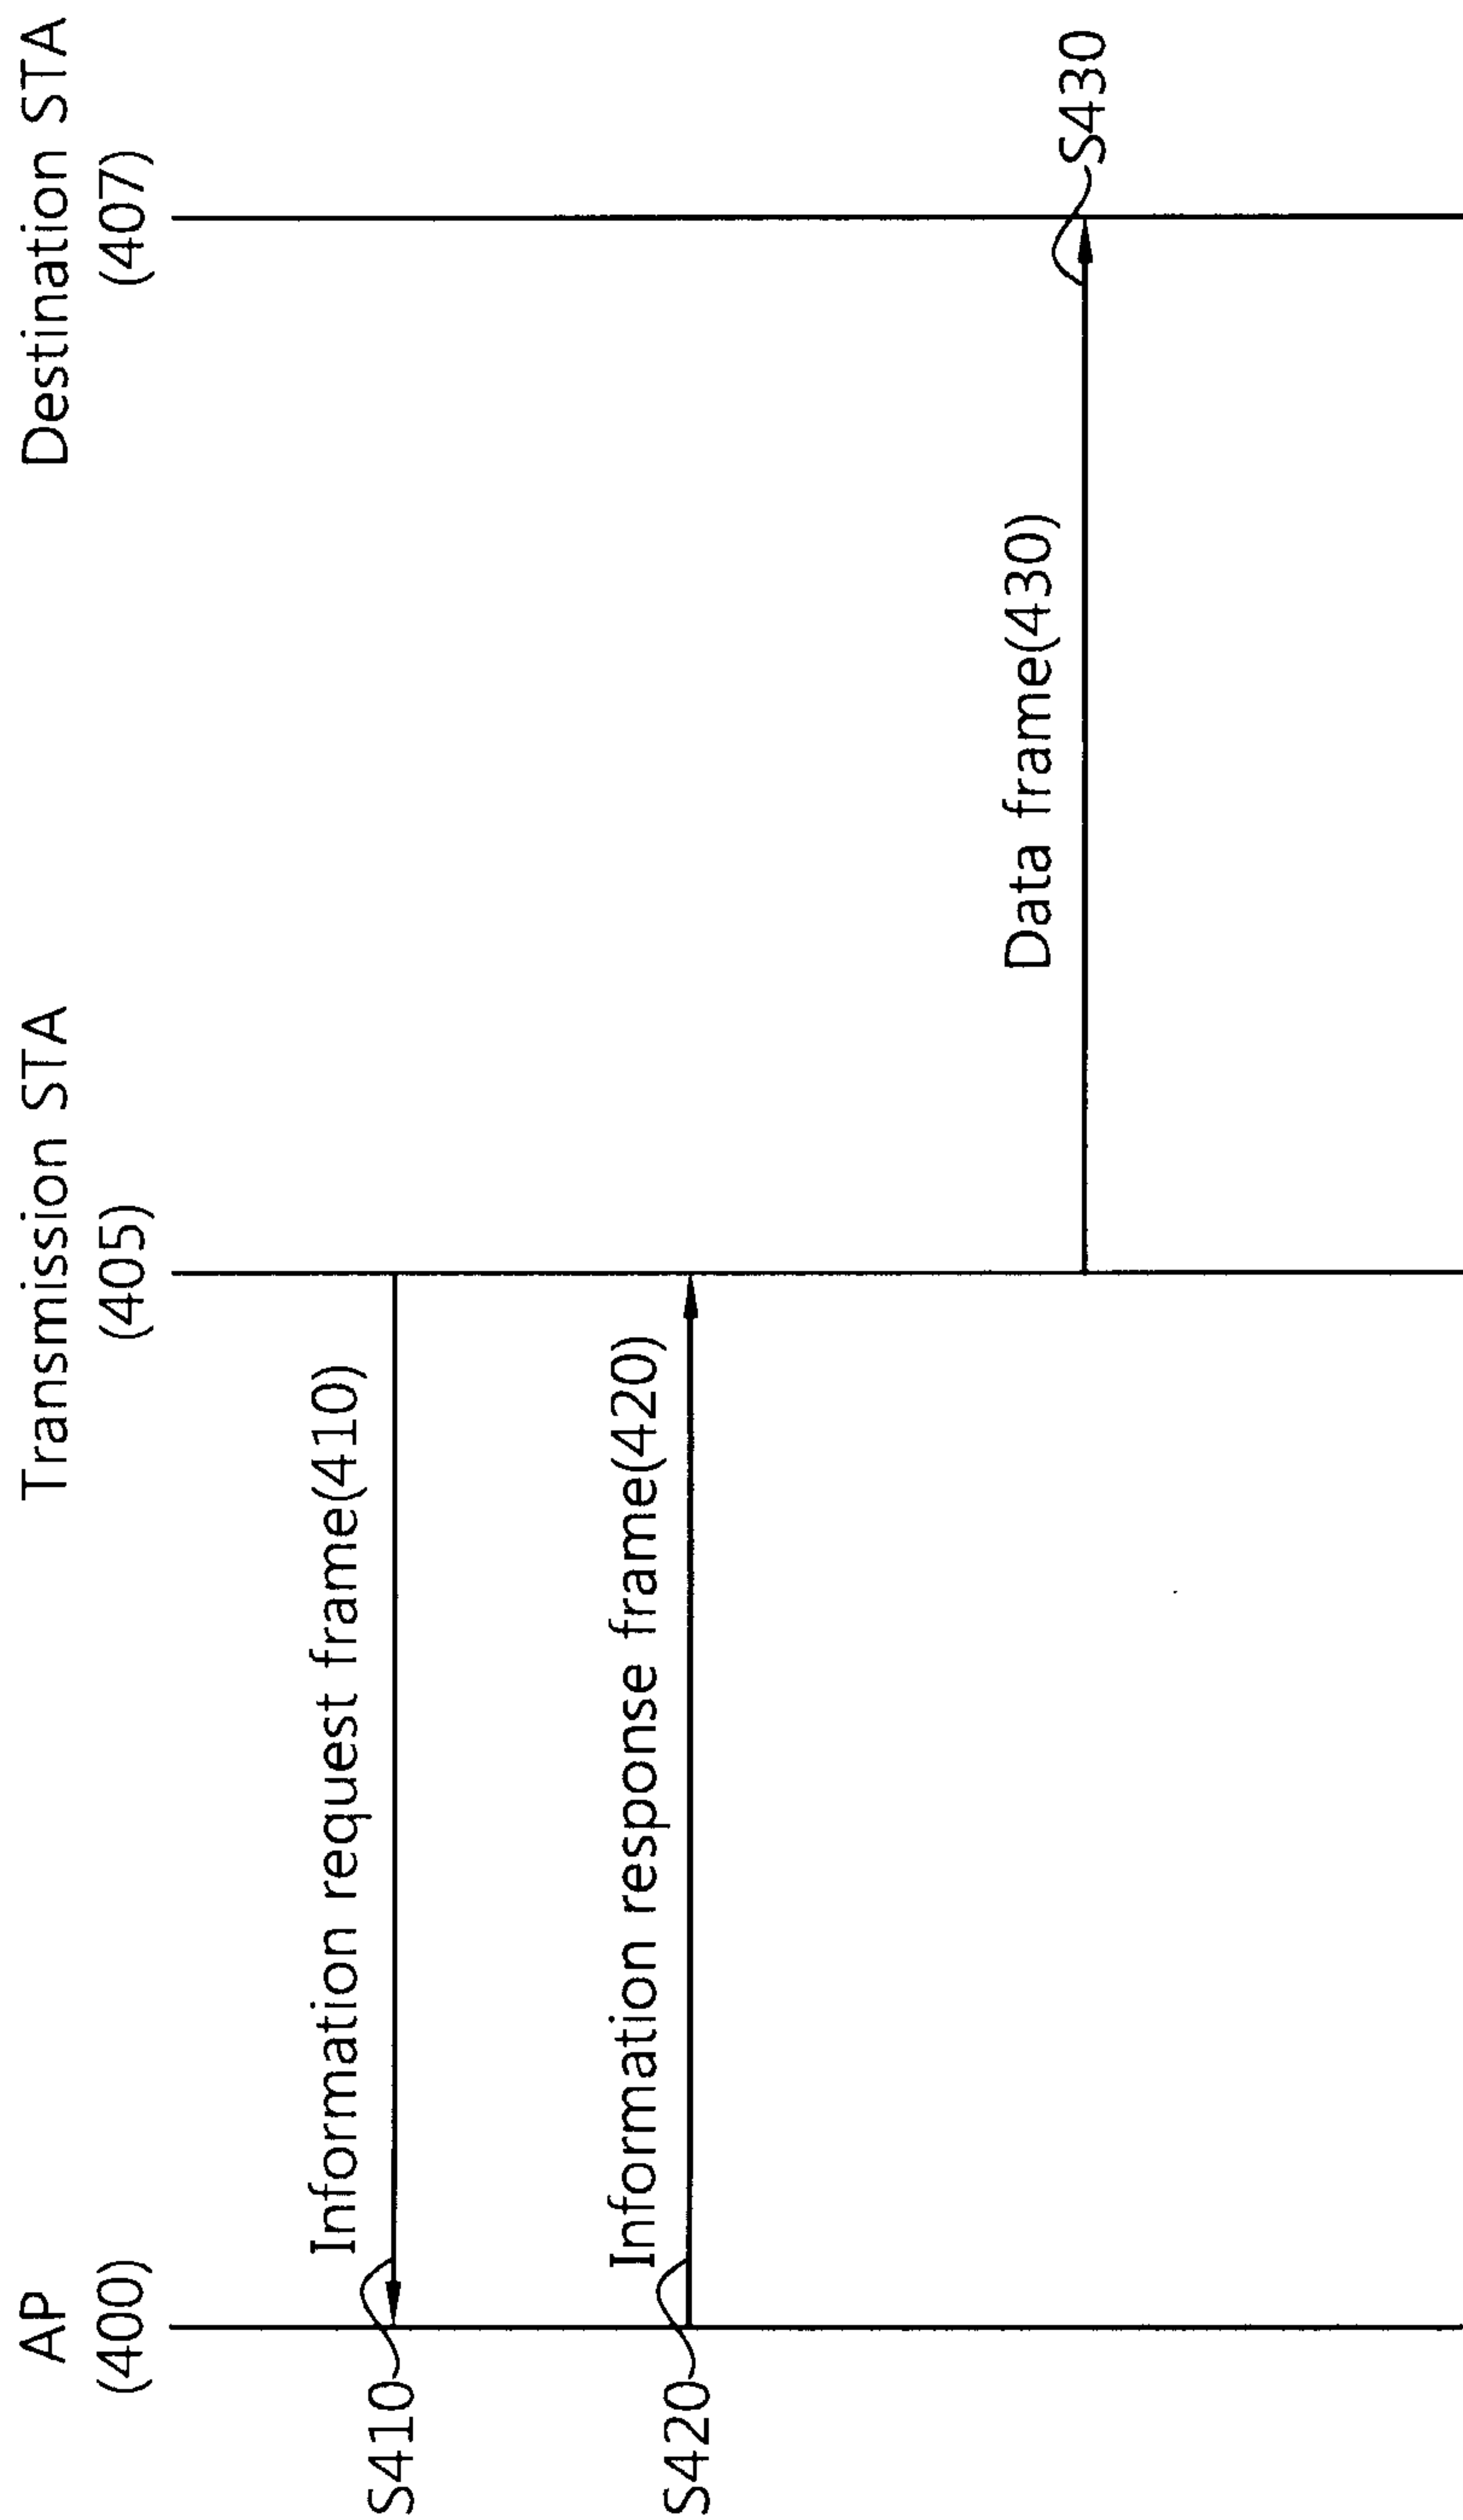 AP
(400)
Transmission STA
(405)
Destination STA
(407)
Information request frame(410)
S410
Information response frame(420)
S420
Data frame(430)
S430